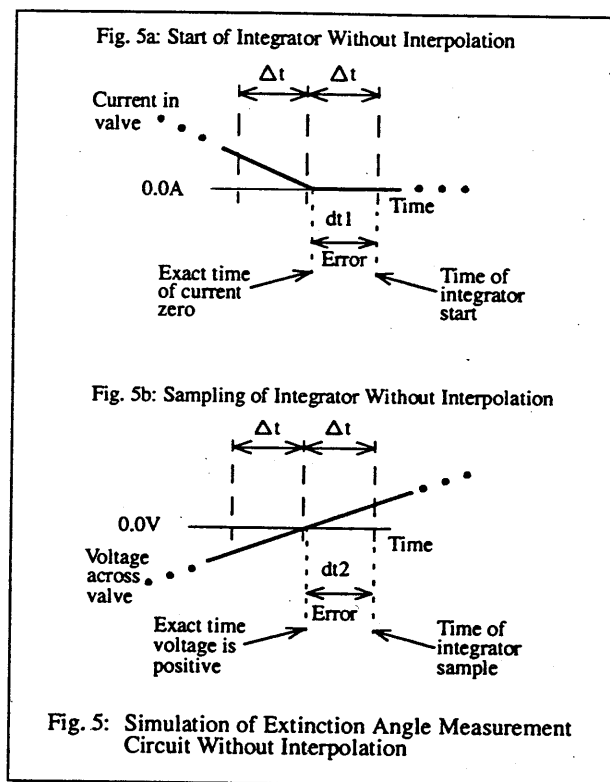 Fig. 5a: Start of Integrator Without Interpolation
Δt Δt
Current in
valve
0.0A
Time
dt1
Error
Exact time
of current
zero
Time of
integrator
start
Fig. 5b: Sampling of Integrator Without Interpolation
Δt Δt
0.0V
Time
Voltage
across
valve
dt2
Error
Exact time
voltage is
positive
Time of
integrator
sample
Fig. 5: Simulation of Extinction Angle Measurement
Circuit Without Interpolation